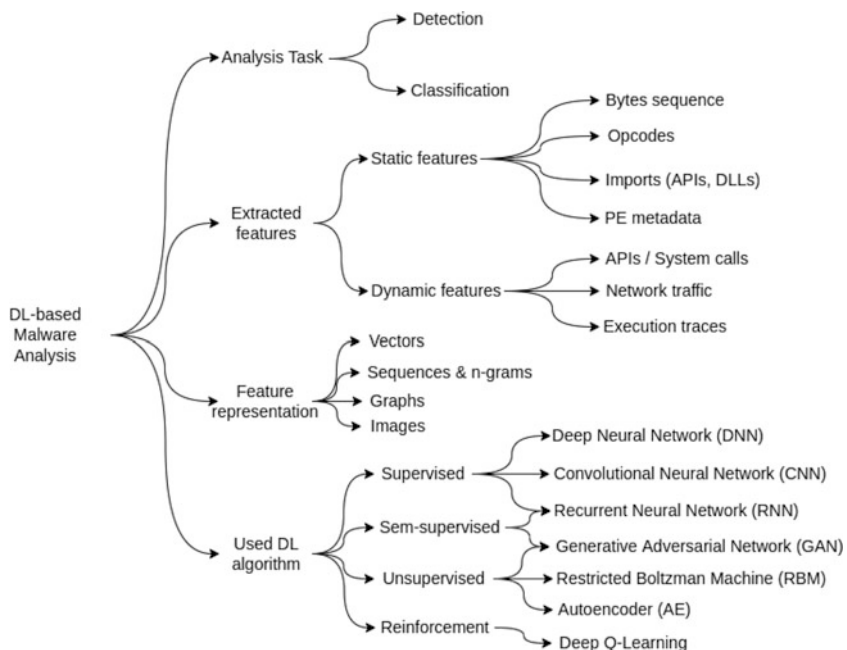 DL-based
Malware
Analysis
Analysis Task
Detection
Classification
Extracted
features
Static features
Bytes sequence
Opcodes
Imports (APIs, DLLs)
PE metadata
Dynamic features
APIs / System calls
Network traffic
Execution traces
Feature
representation
Vectors
Sequences & n-grams
Graphs
Images
Used DL
algorithm
Supervised
Sem-supervised
Unsupervised
Reinforcement
Deep Neural Network (DNN)
Convolutional Neural Network (CNN)
Recurrent Neural Network (RNN)
Generative Adversarial Network (GAN)
Restricted Boltzman Machine (RBM)
Autoencoder (AE)
Deep Q-Learning